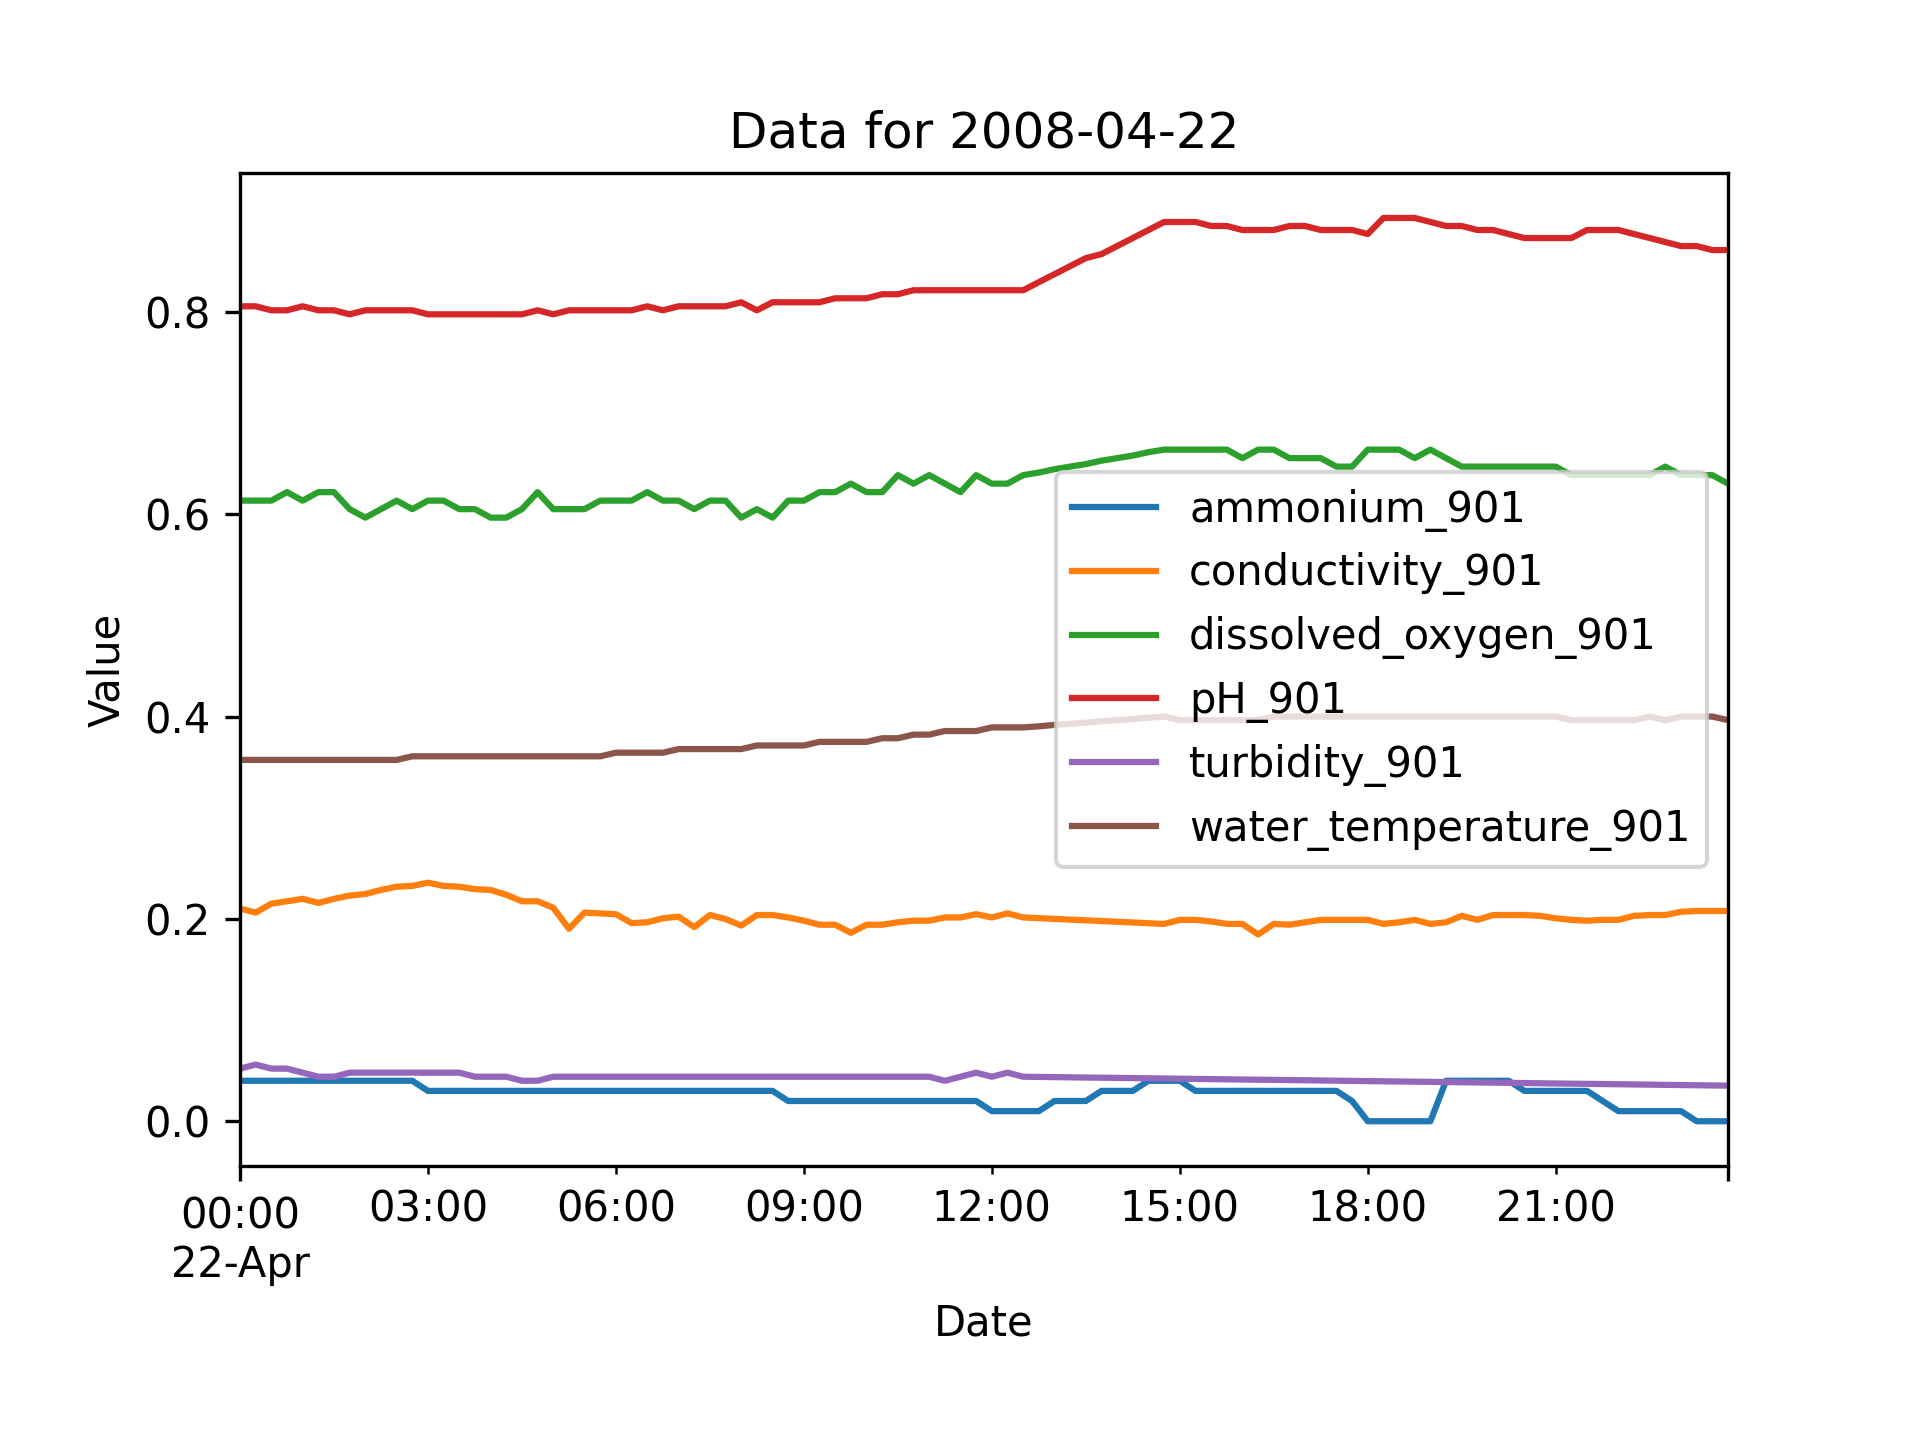 Data for 2008-04-22
Value
0.8
0.6
0.4
0.2
0.0
ammonium_901
conductivity_901
dissolved_oxygen_901
pH_901
turbidity_901
water_temperature_901
00:00 03:00 06:00 09:00 12:00 15:00 18:00 21:00
22-Apr
Date